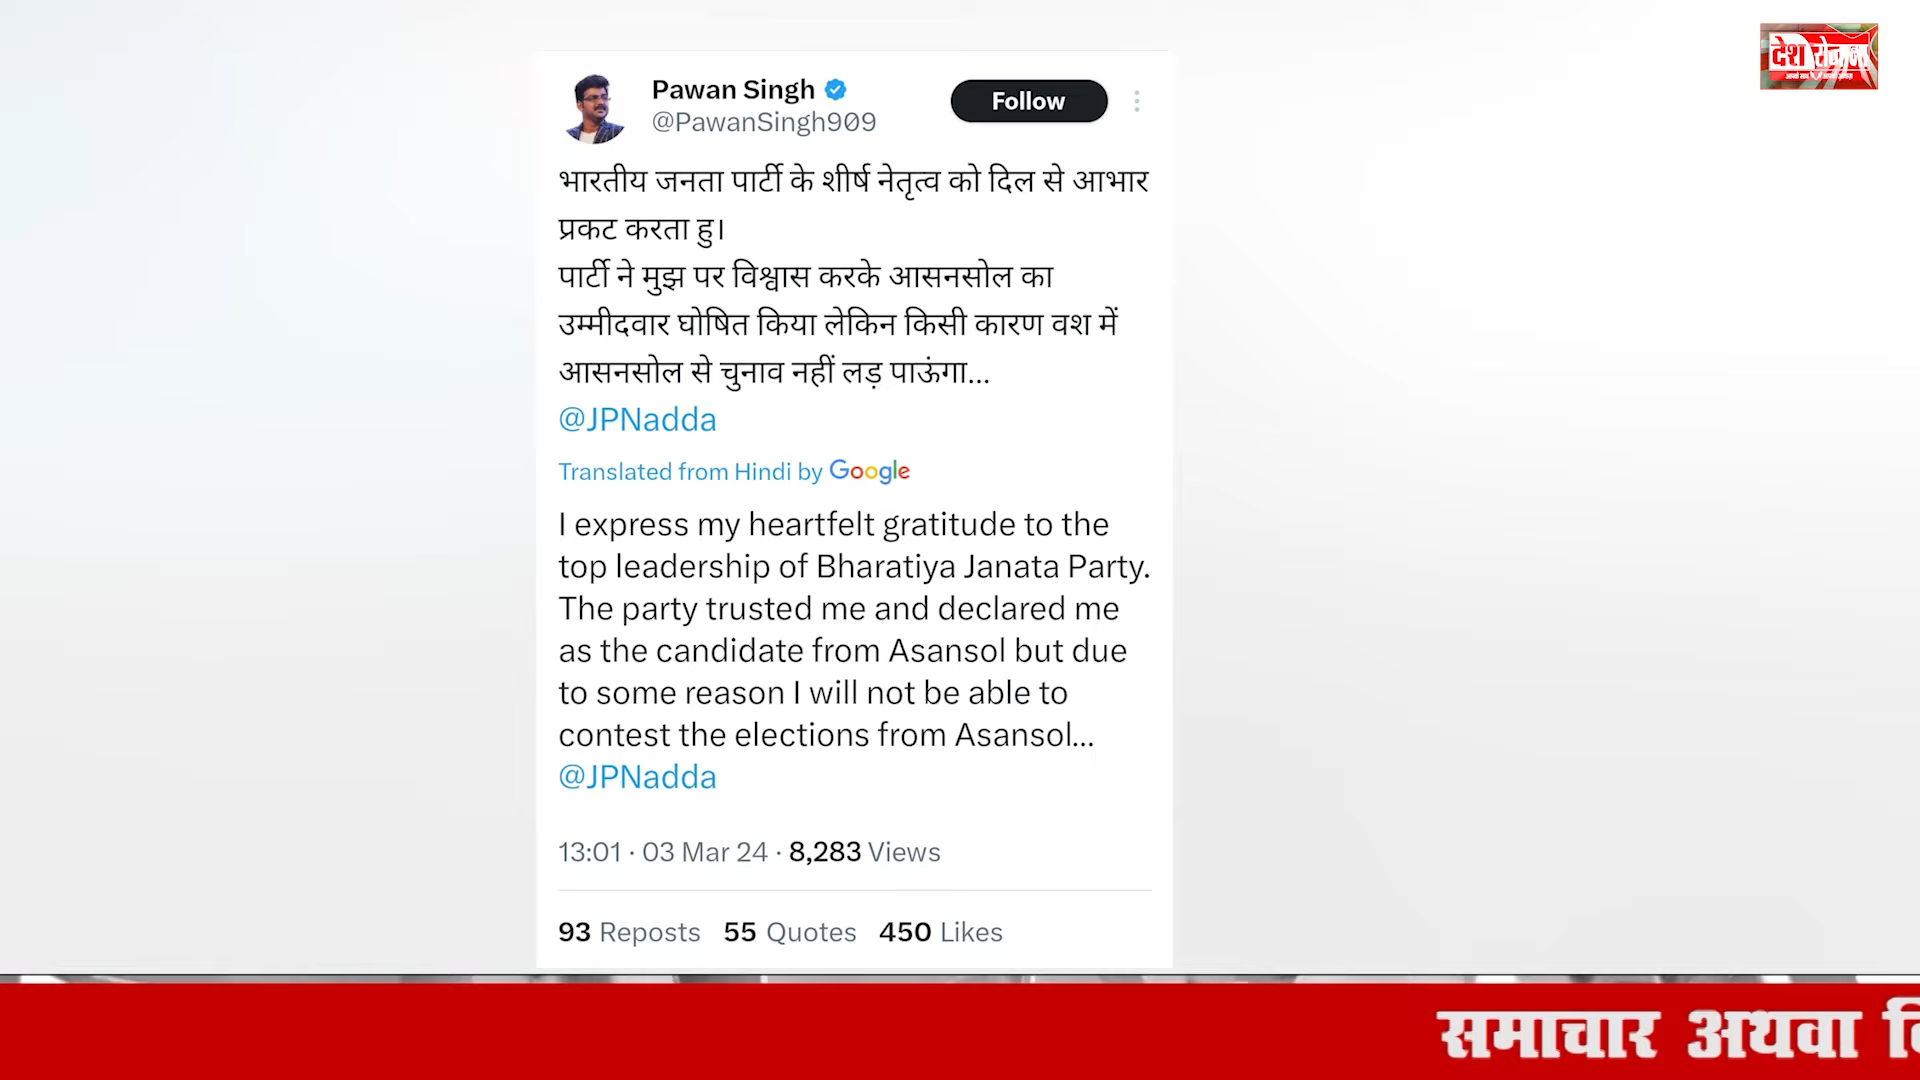 देश रोजाना
Pawan Singh
@PawanSingh909
Follow
भारतीय जनता पार्टी के शीर्ष नेतृत्व को दिल से आभार
प्रकट करता हु।
पार्टी ने मुझ पर विश्वास करके आसनसोल का
उम्मीदवार घोषित किया लेकिन किसी कारण वश में
आसनसोल से चुनाव नहीं लड़ पाऊंगा...
@JPNadda
Translated from Hindi by Google
I express my heartfelt gratitude to the
top leadership of Bharatiya Janata Party.
The party trusted me and declared me
as the candidate from Asansol but due
to some reason I will not be able to
contest the elections from Asansol...
@JPNadda
13:01 · 03 Mar 24 · 8,283 Views
93 Reposts 55 Quotes 450 Likes
समाचार अथवा